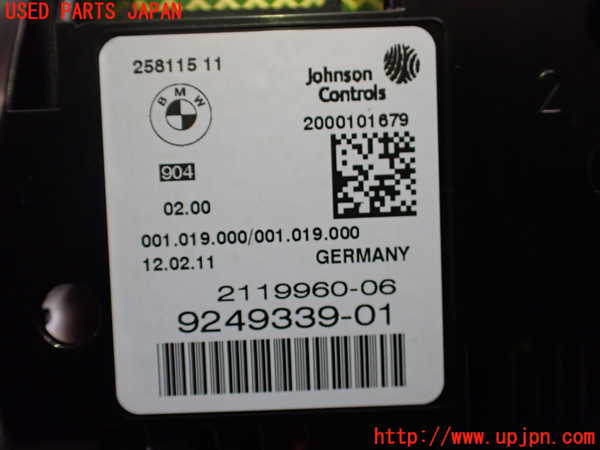 USED PARTS JAPAN
258115 11
Johnson
Controls
BMW
2000101679
904
02.00
001.019.000/001.019.000
12.02.11
GERMANY
2119960-06
9249339-01
2
http://www.upjpn.com/